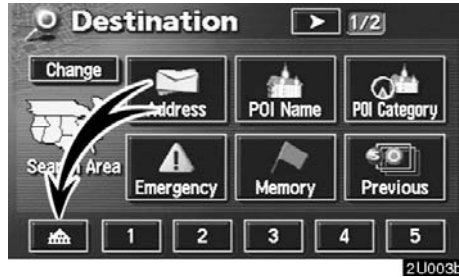 Destination 1/2
Change
Address POI Name POI Category
Search Area
Emergency Memory Previous
1 2 3 4 5
2U003b